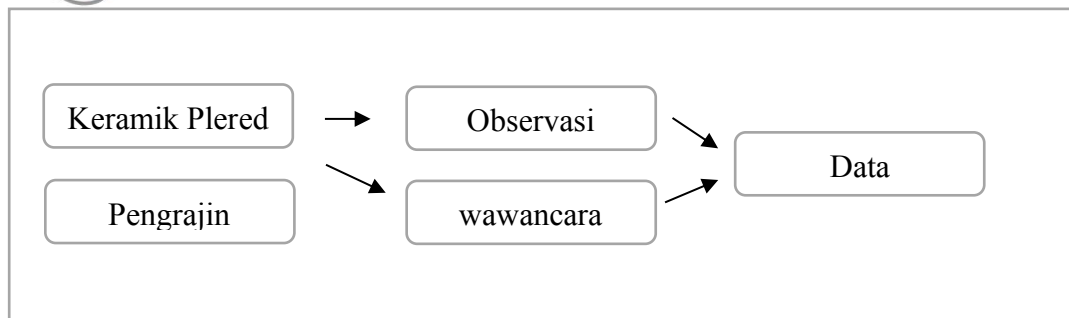 Keramik Plered
Observasi
Data
Pengrajin
wawancara